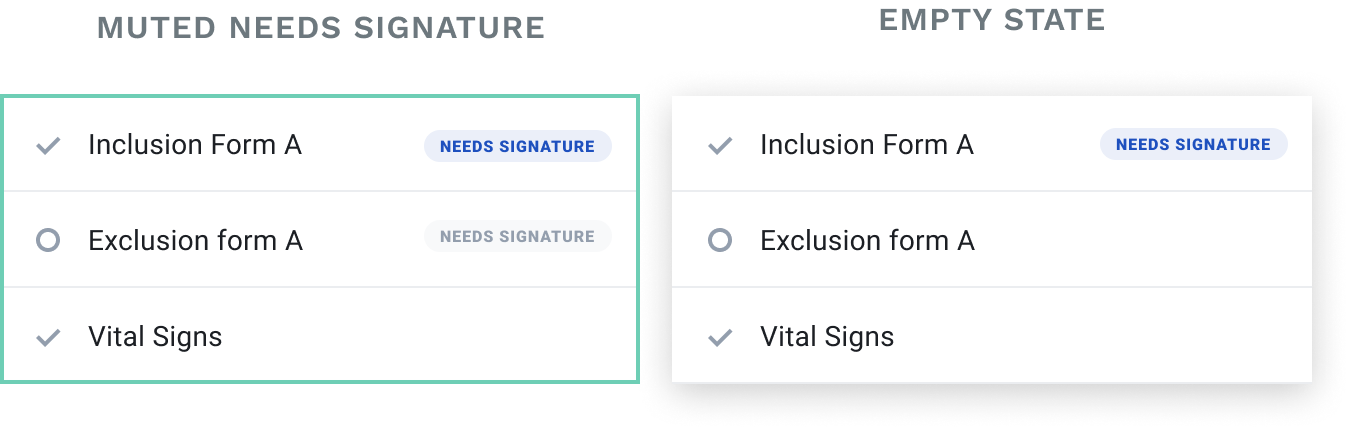 MUTED NEEDS SIGNATURE
Inclusion Form A NEEDS SIGNATURE
Exclusion form A NEEDS SIGNATURE
Vital Signs
EMPTY STATE
Inclusion Form A NEEDS SIGNATURE
Exclusion form A
Vital Signs